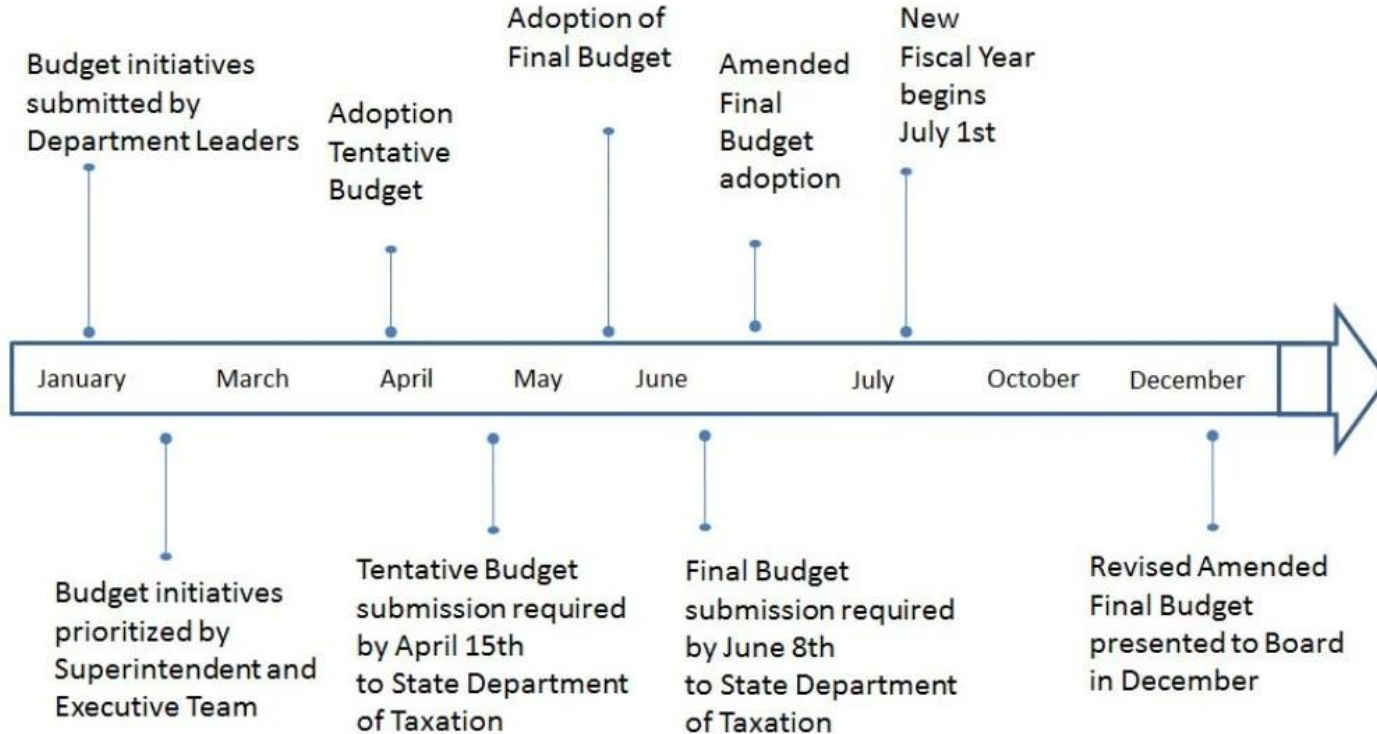 Budget initiatives
submitted by
Department Leaders
Adoption
Tentative
Budget
Adoption of
Final Budget
Amended
Final
Budget
adoption
New
Fiscal Year
begins
July 1st
January
March
April
May
June
July
October
December
Budget initiatives
prioritized by
Superintendent and
Executive Team
Tentative Budget
submission required
by April 15th
to State Department
of Taxation
Final Budget
submission required
by June 8th
to State Department
of Taxation
Revised Amended
Final Budget
presented to Board
in December